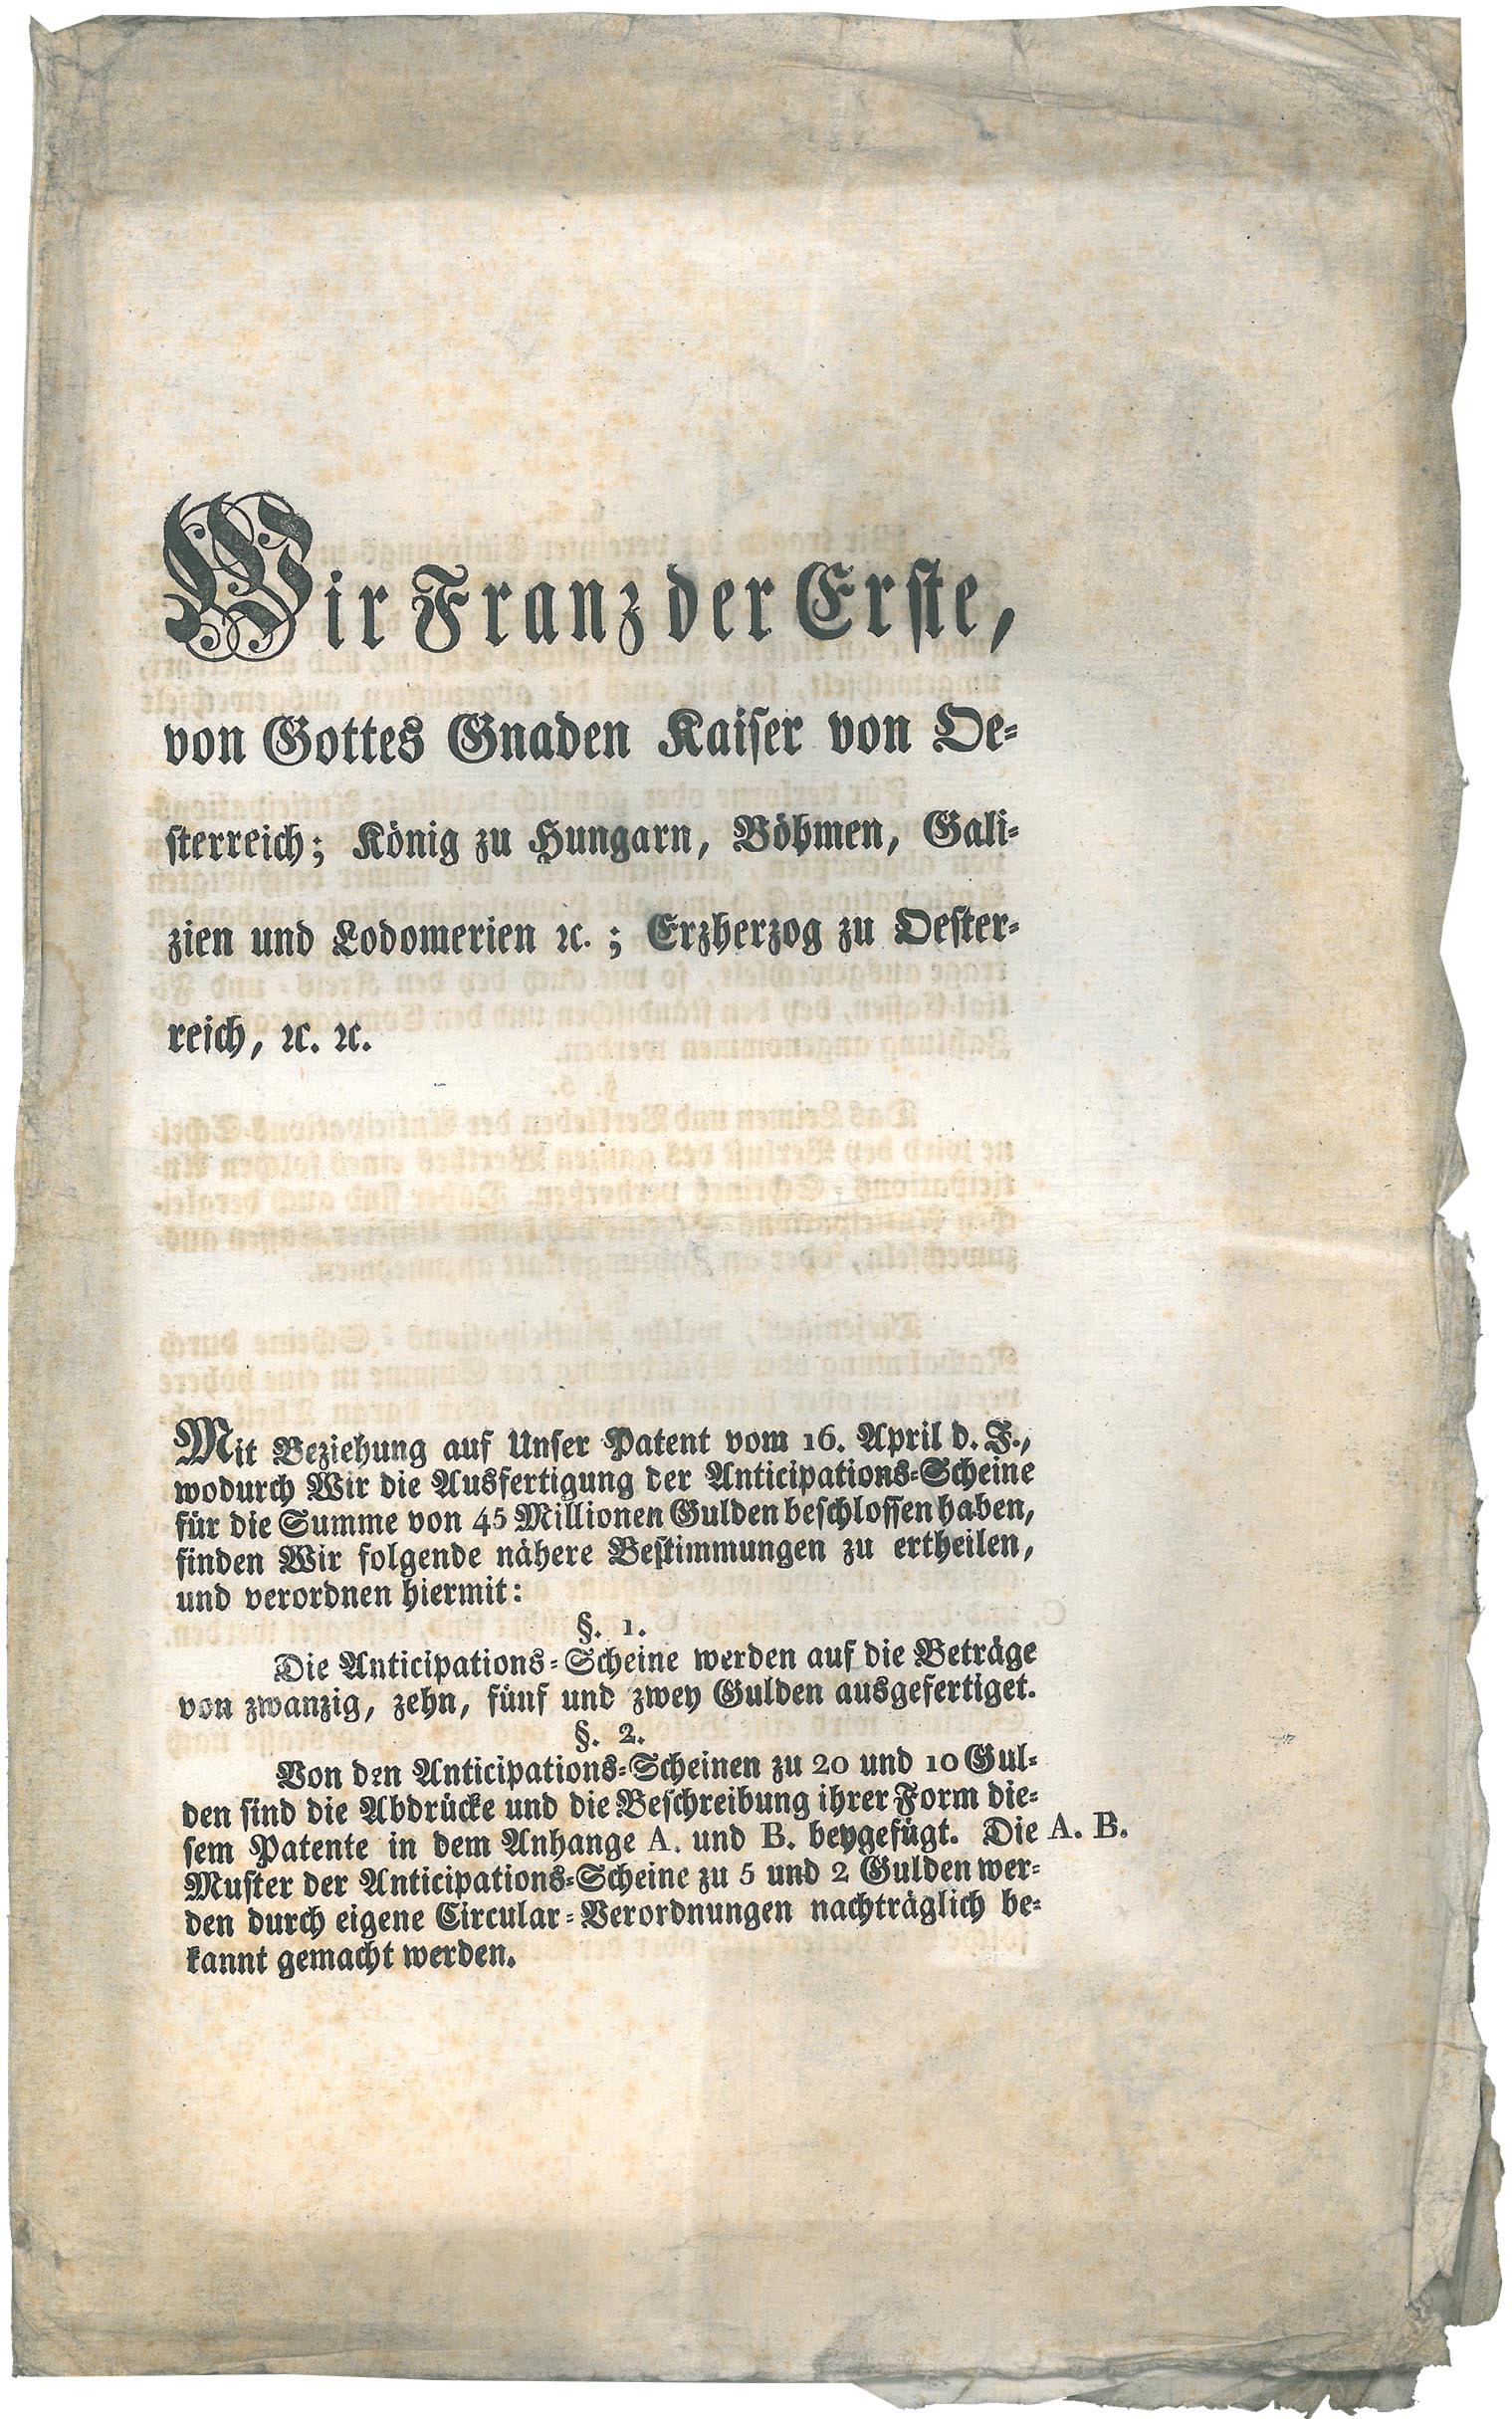 Wir Franz der Erste,
von Gottes Gnaden Kaiser von Oe-
sterreich; König zu Hungarn, Böhmen, Gali-
zien und Lodomerien ꝛc. ; Erzherzog zu Oester-
reich, ꝛc. ꝛc.
Mit Beziehung auf Unser Patent vom 16. April d. J.,
wodurch Wir die Ausfertigung der Anticipations-Scheine
für die Summe von 45 Millionen Gulden beschlossen haben,
finden Wir folgende nähere Bestimmungen zu ertheilen,
und verordnen hiermit:
§. 1.
Die Anticipations-Scheine werden auf die Beträge
von zwanzig, zehn, fünf und zwey Gulden ausgefertiget.
§. 2.
Von den Anticipations-Scheinen zu 20 und 10 Gul-
den sind die Abdrücke und die Beschreibung ihrer Form die-
sem Patente in dem Anhange A. und B. beygefügt. Die A. B.
Muster der Anticipations-Scheine zu 5 und 2 Gulden wer-
den durch eigene Circular-Verordnungen nachträglich be-
kannt gemacht werden.